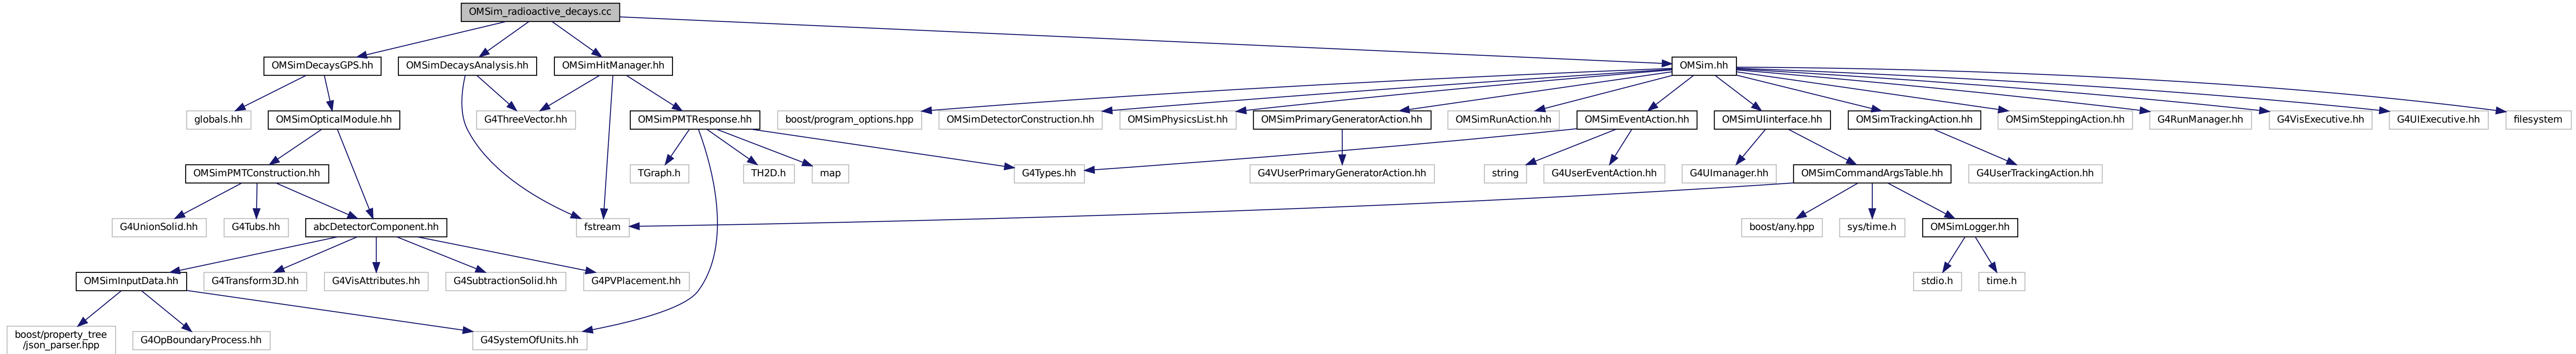 OMSim_radioactive_decays.cc
OMSimDecaysGPS.hh
OMSimDecaysAnalysis.hh
OMSimHitManager.hh
OMSim.hh
globals.hh
OMSimOpticalModule.hh
G4ThreeVector.hh
OMSimPMTResponse.hh
boost/program_options.hpp
OMSimDetectorConstruction.hh
OMSimPhysicsList.hh
OMSimPrimaryGeneratorAction.hh
OMSimRunAction.hh
OMSimEventAction.hh
OMSimUIinterface.hh
OMSimTrackingAction.hh
OMSimSteppingAction.hh
G4RunManager.hh
G4VisExecutive.hh
G4UIExecutive.hh
filesystem
OMSimPMTConstruction.hh
TGraph.h
TH2D.h
map
G4Types.hh
G4VUserPrimaryGeneratorAction.hh
string
G4UserEventAction.hh
G4UImanager.hh
OMSimCommandArgsTable.hh
G4UserTrackingAction.hh
G4UnionSolid.hh
G4Tubs.hh
abcDetectorComponent.hh
fstream
boost/any.hpp
sys/time.h
OMSimLogger.hh
OMSimInputData.hh
G4Transform3D.hh
G4VisAttributes.hh
G4SubtractionSolid.hh
G4PVPlacement.hh
stdio.h
time.h
boost/property_tree
/json_parser.hpp
G4OpBoundaryProcess.hh
G4SystemOfUnits.hh